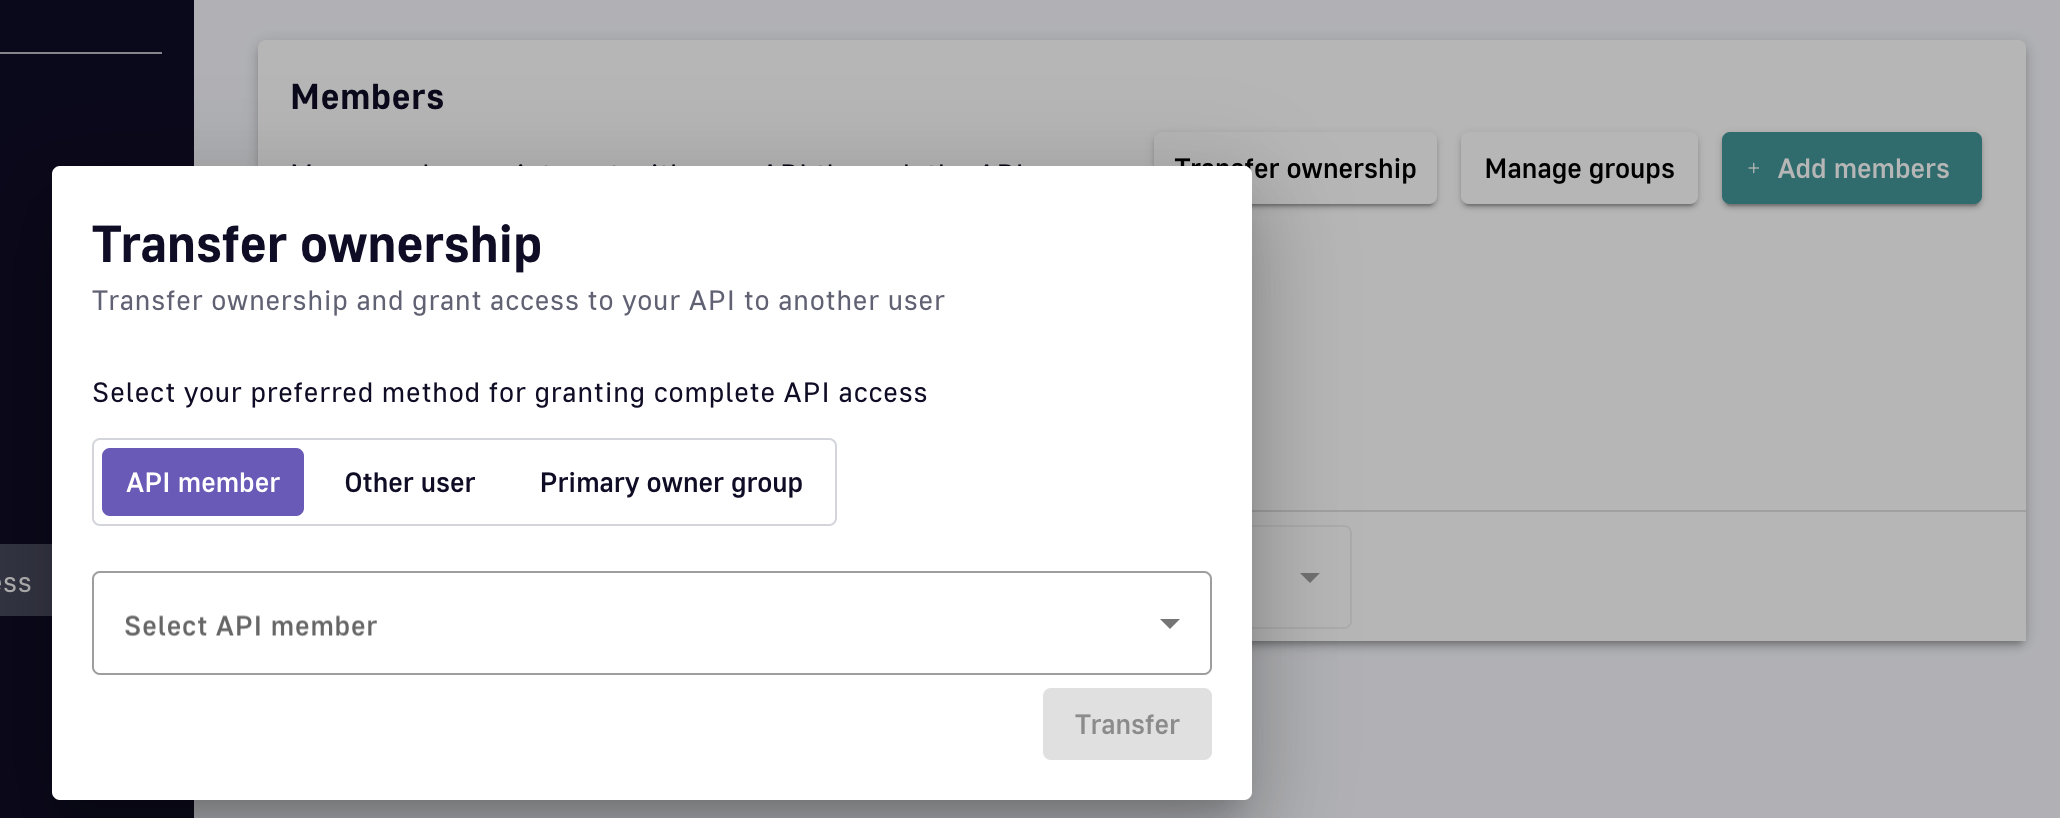 Members
Transfer ownership
Manage groups
+ Add members
Transfer ownership
Transfer ownership and grant access to your API to another user
Select your preferred method for granting complete API access
API member
Other user
Primary owner group
Select API member
Transfer